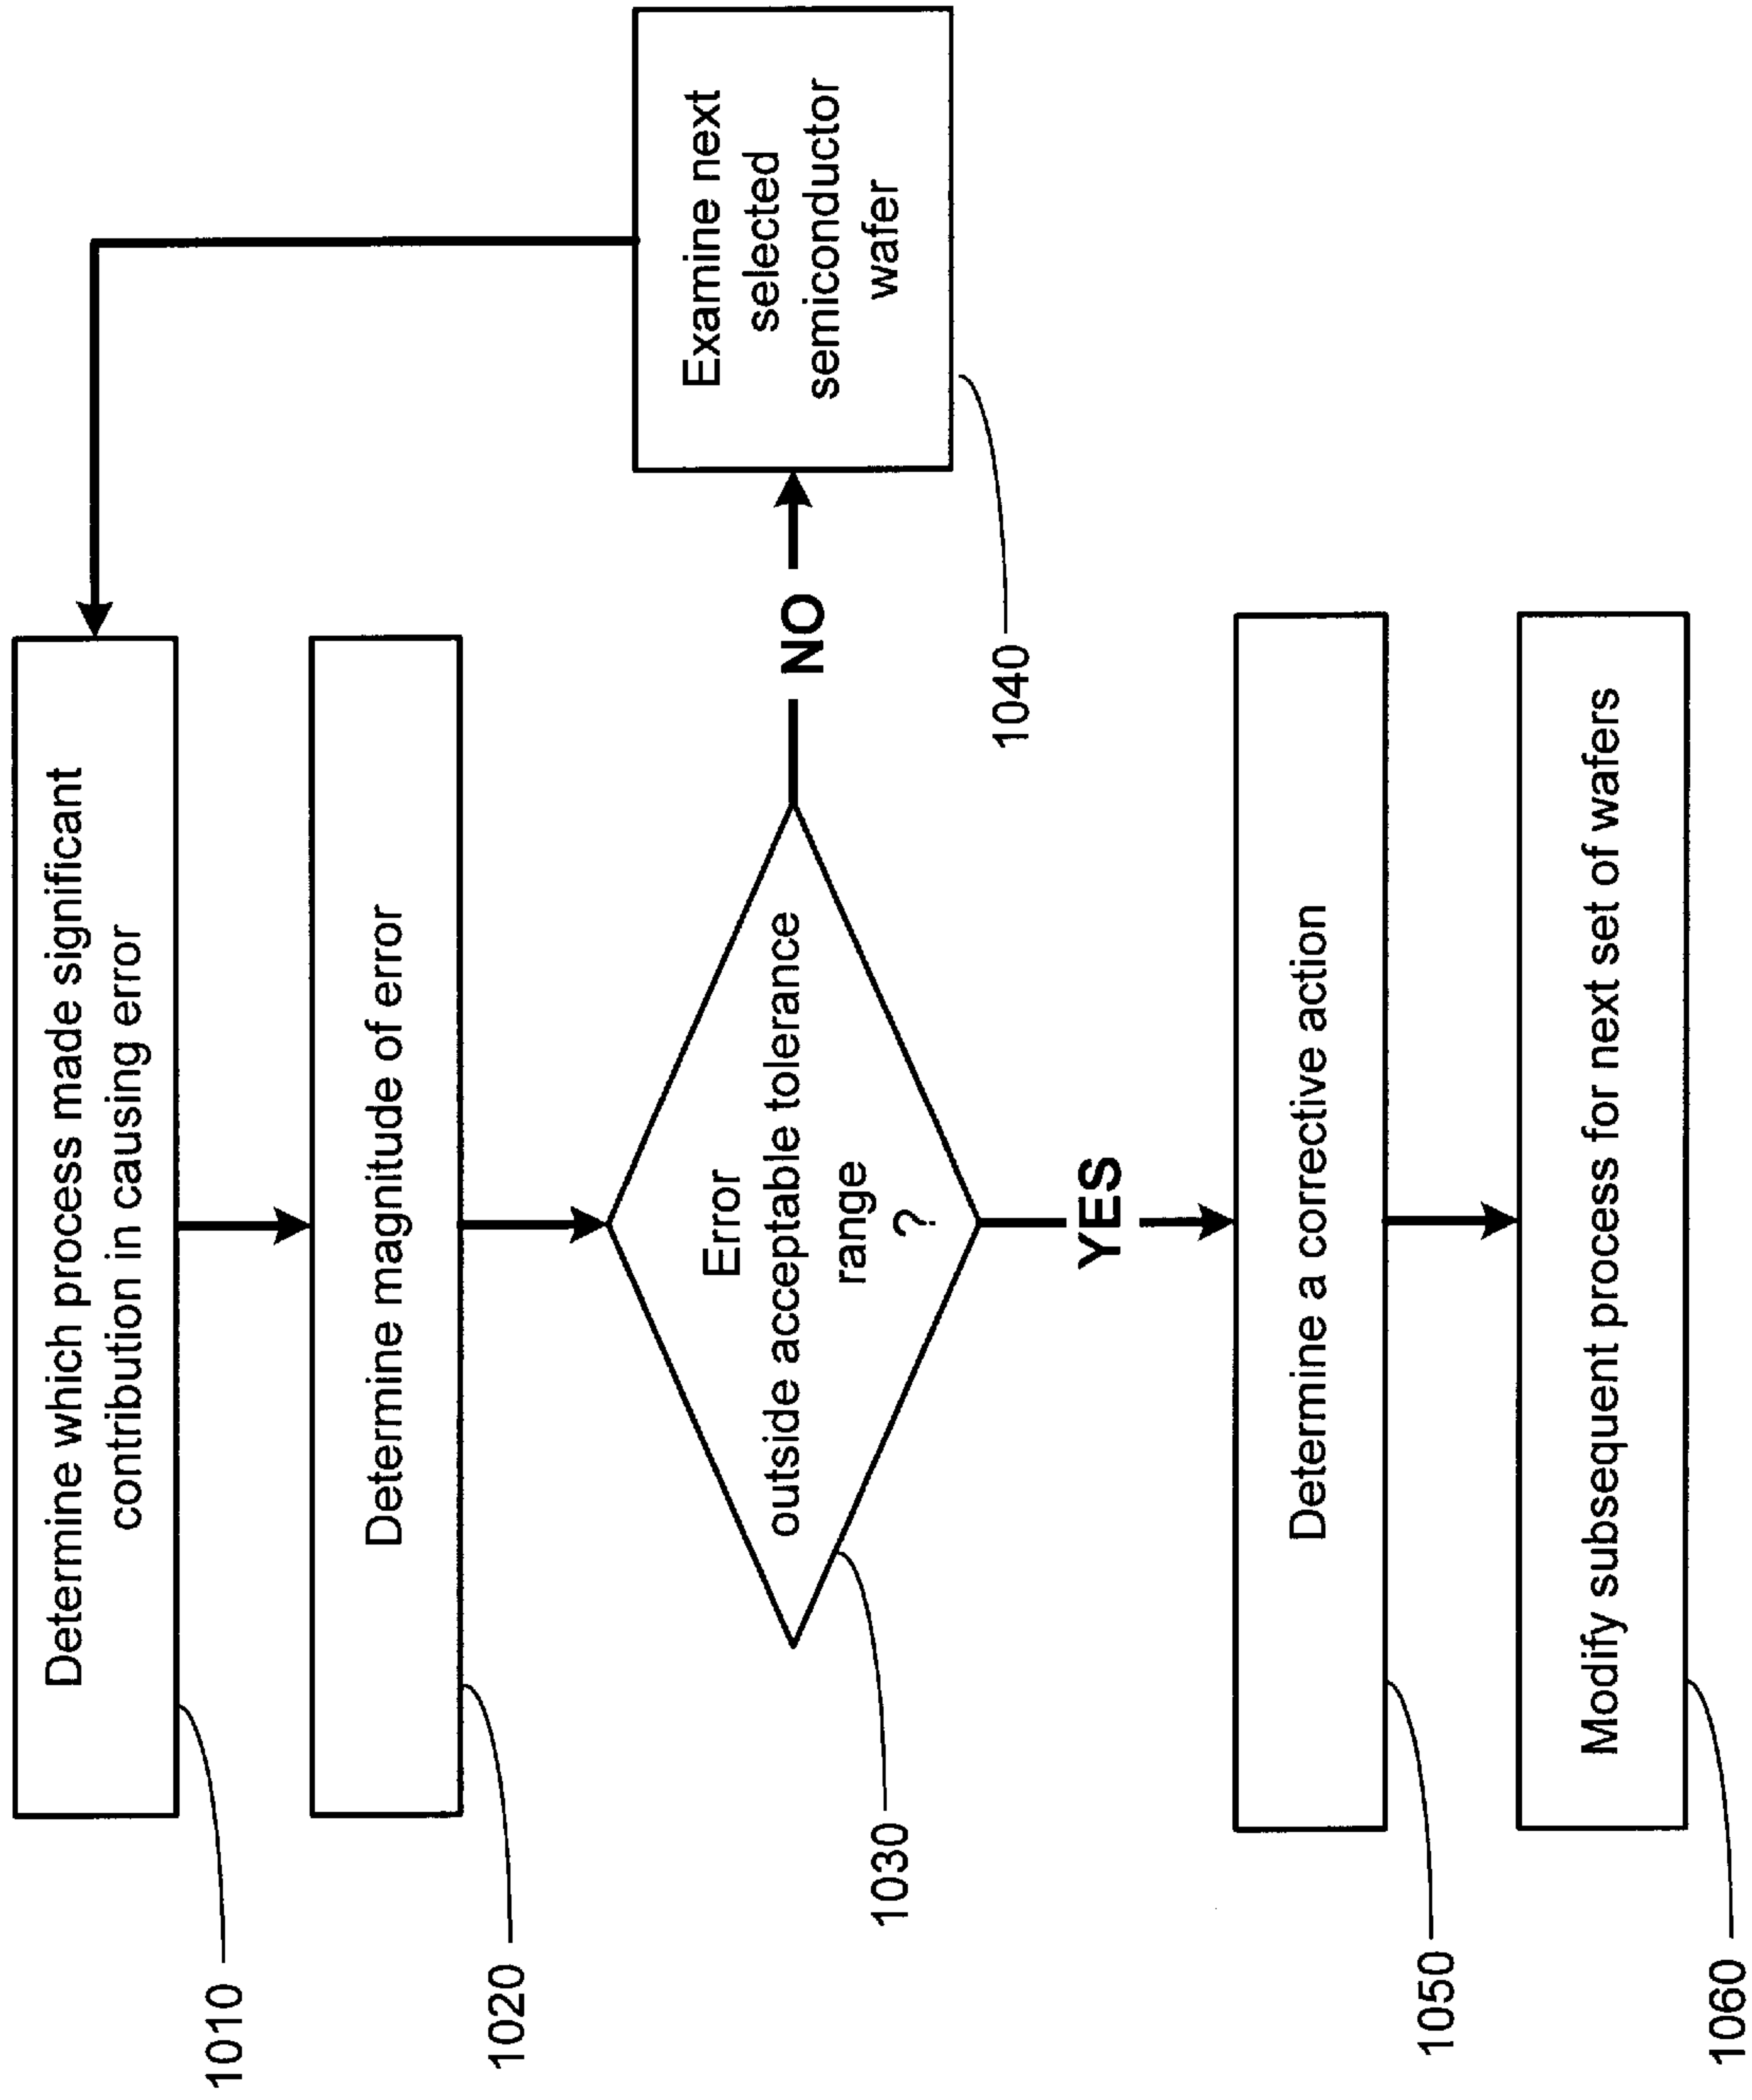 Determine which process made significant
contribution in causing error
1010
Determine magnitude of error
1020
Error
outside acceptable tolerance
range
?
1030
NO
Examine next
selected
semiconductor
wafer
1040
YES
Determine a corrective action
1050
Modify subsequent process for next set of wafers
1060